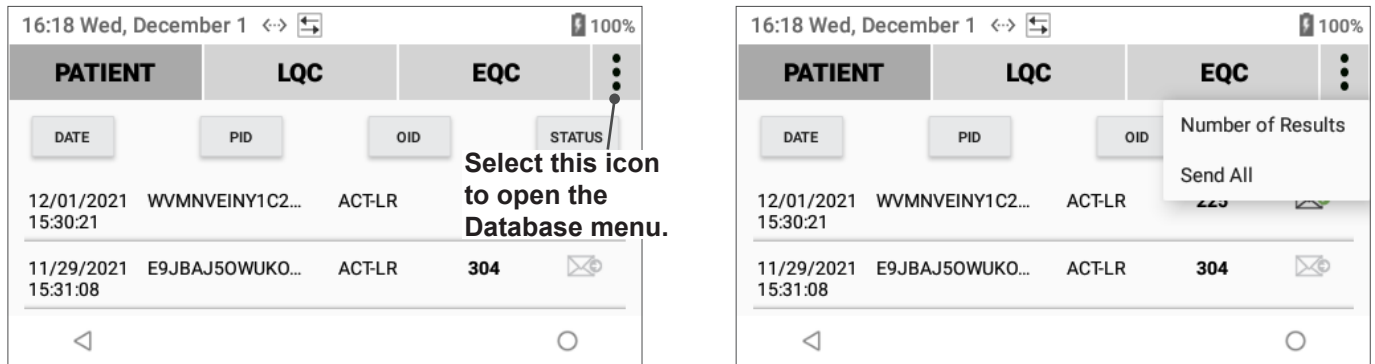 16:18 Wed, December 1 100%
PATIENT LQC EQC
DATE PID OID STATUS
Select this icon
to open the
Database menu.
12/01/2021 WVMNVEINY1C2... ACT-LR
15:30:21
11/29/2021 E9JBAJ5OWUKO... ACT-LR 304
15:31:08
16:18 Wed, December 1 100%
PATIENT LQC EQC
DATE PID OID
Number of Results
Send All
12/01/2021 WVMNVEINY1C2... ACT-LR 225
15:30:21
11/29/2021 E9JBAJ5OWUKO... ACT-LR 304
15:31:08